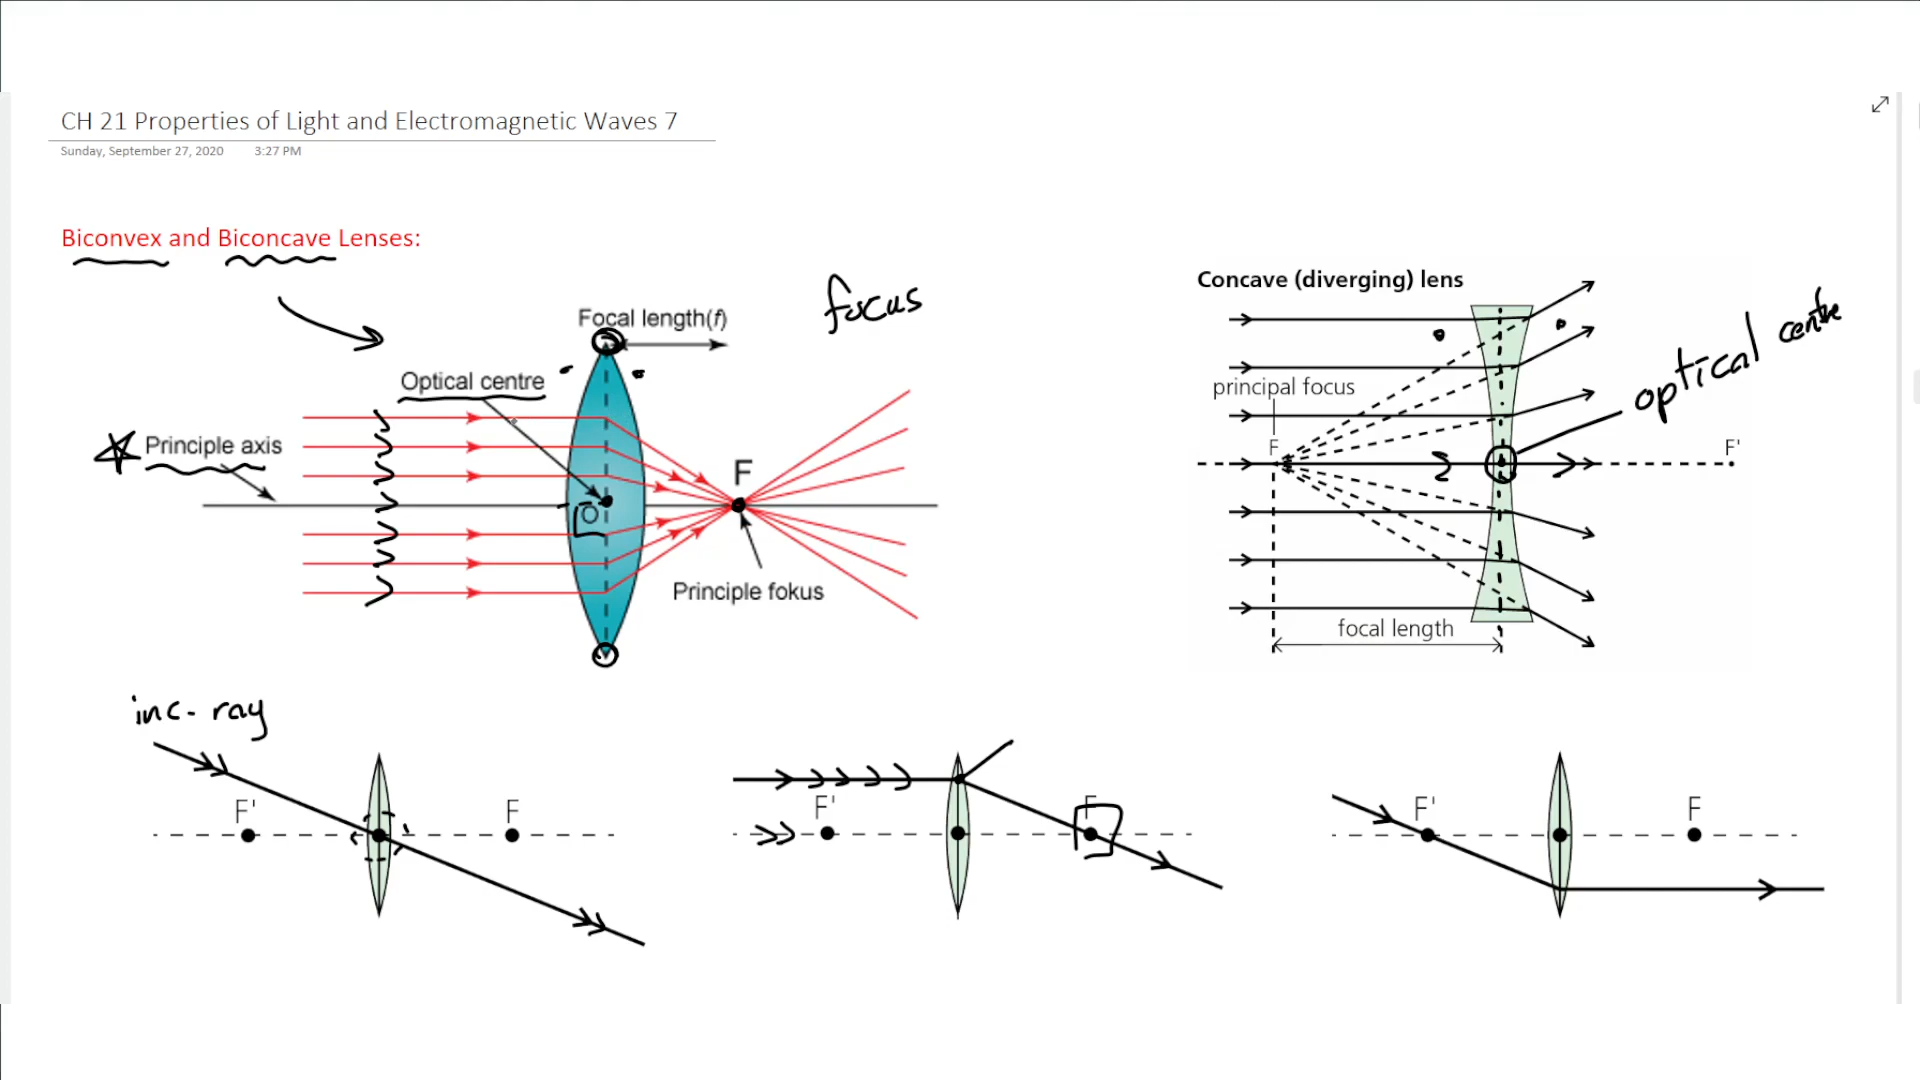 CH 21 Properties of Light and Electromagnetic Waves 7
Sunday, September 27, 2020 3:27 PM
Biconvex and Biconcave Lenses:
Focal length(f)
focus
Optical centre
Principle axis
F
O
Principle fokus
Concave (diverging) lens
optical centre
principal focus
F
F'
focal length
inc. ray
F' F
F' F
F' F